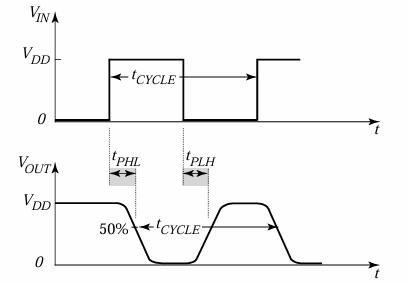 V_IN
V_DD
t_CYCLE
0
t
t_PHL
t_PLH
V_OUT
V_DD
50%
t_CYCLE
0
t